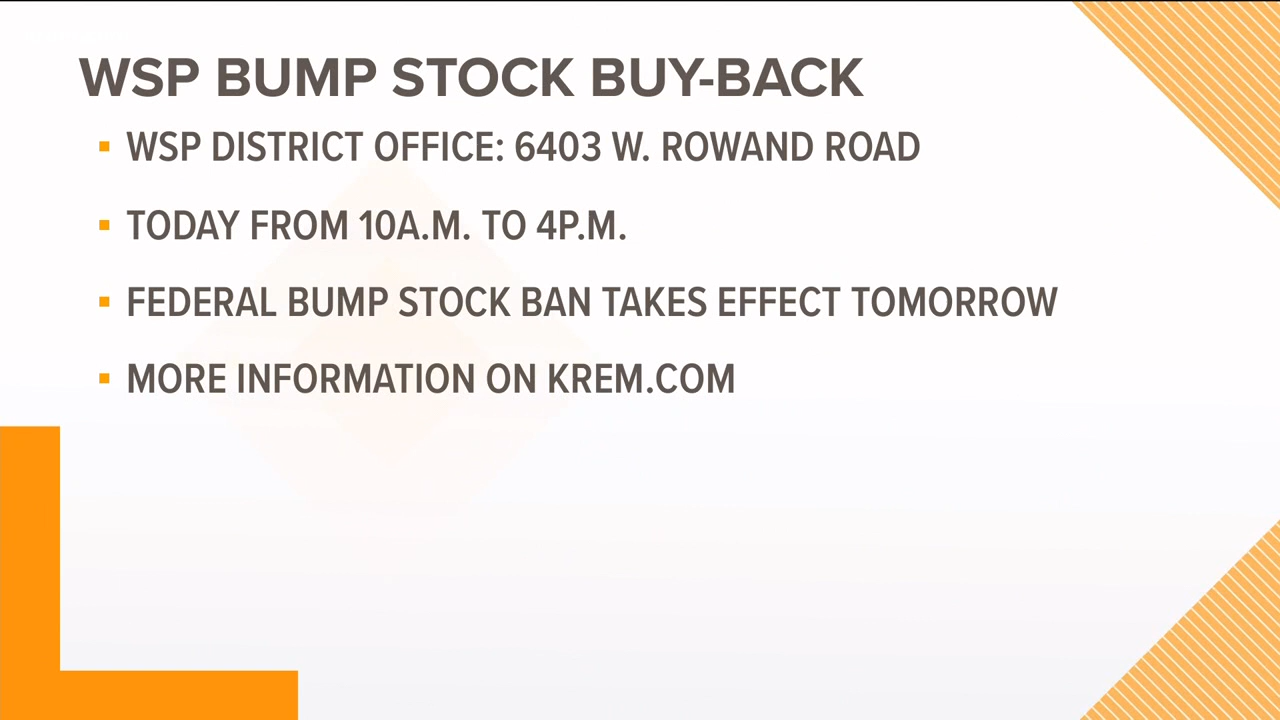 WSP BUMP STOCK BUY-BACK
WSP DISTRICT OFFICE: 6403 W. ROWAND ROAD
TODAY FROM 10A.M. TO 4P.M.
FEDERAL BUMP STOCK BAN TAKES EFFECT TOMORROW
MORE INFORMATION ON KREM.COM